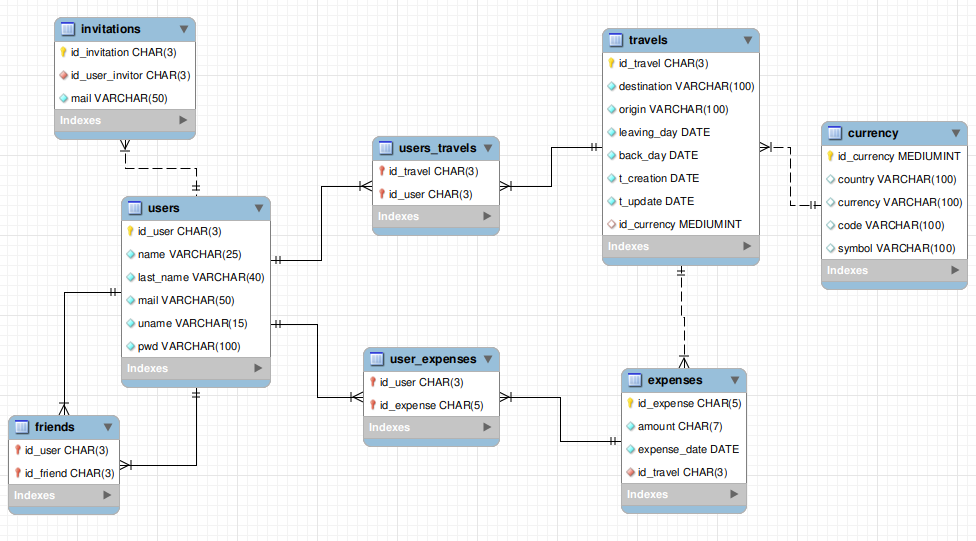 invitations
id_invitation CHAR(3)
id_user_invitor CHAR(3)
mail VARCHAR(50)
Indexes
users
id_user CHAR(3)
name VARCHAR(25)
last_name VARCHAR(40)
mail VARCHAR(50)
uname VARCHAR(15)
pwd VARCHAR(100)
Indexes
friends
id_user CHAR(3)
id_friend CHAR(3)
Indexes
users_travels
id_travel CHAR(3)
id_user CHAR(3)
Indexes
user_expenses
id_user CHAR(3)
id_expense CHAR(5)
Indexes
travels
id_travel CHAR(3)
destination VARCHAR(100)
origin VARCHAR(100)
leaving_day DATE
back_day DATE
t_creation DATE
t_update DATE
id_currency MEDIUMINT
Indexes
expenses
id_expense CHAR(5)
amount CHAR(7)
expense_date DATE
id_travel CHAR(3)
Indexes
currency
id_currency MEDIUMINT
country VARCHAR(100)
currency VARCHAR(100)
code VARCHAR(100)
symbol VARCHAR(100)
Indexes